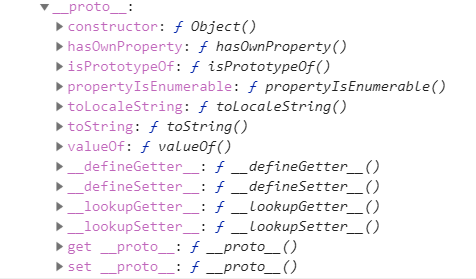 __proto__:
constructor: ƒ Object()
hasOwnProperty: ƒ hasOwnProperty()
isPrototypeOf: ƒ isPrototypeOf()
propertyIsEnumerable: ƒ propertyIsEnumerable()
toLocaleString: ƒ toLocaleString()
toString: ƒ toString()
valueOf: ƒ valueOf()
__defineGetter__: ƒ __defineGetter__()
__defineSetter__: ƒ __defineSetter__()
__lookupGetter__: ƒ __lookupGetter__()
__lookupSetter__: ƒ __lookupSetter__()
get __proto__: ƒ __proto__()
set __proto__: ƒ __proto__()